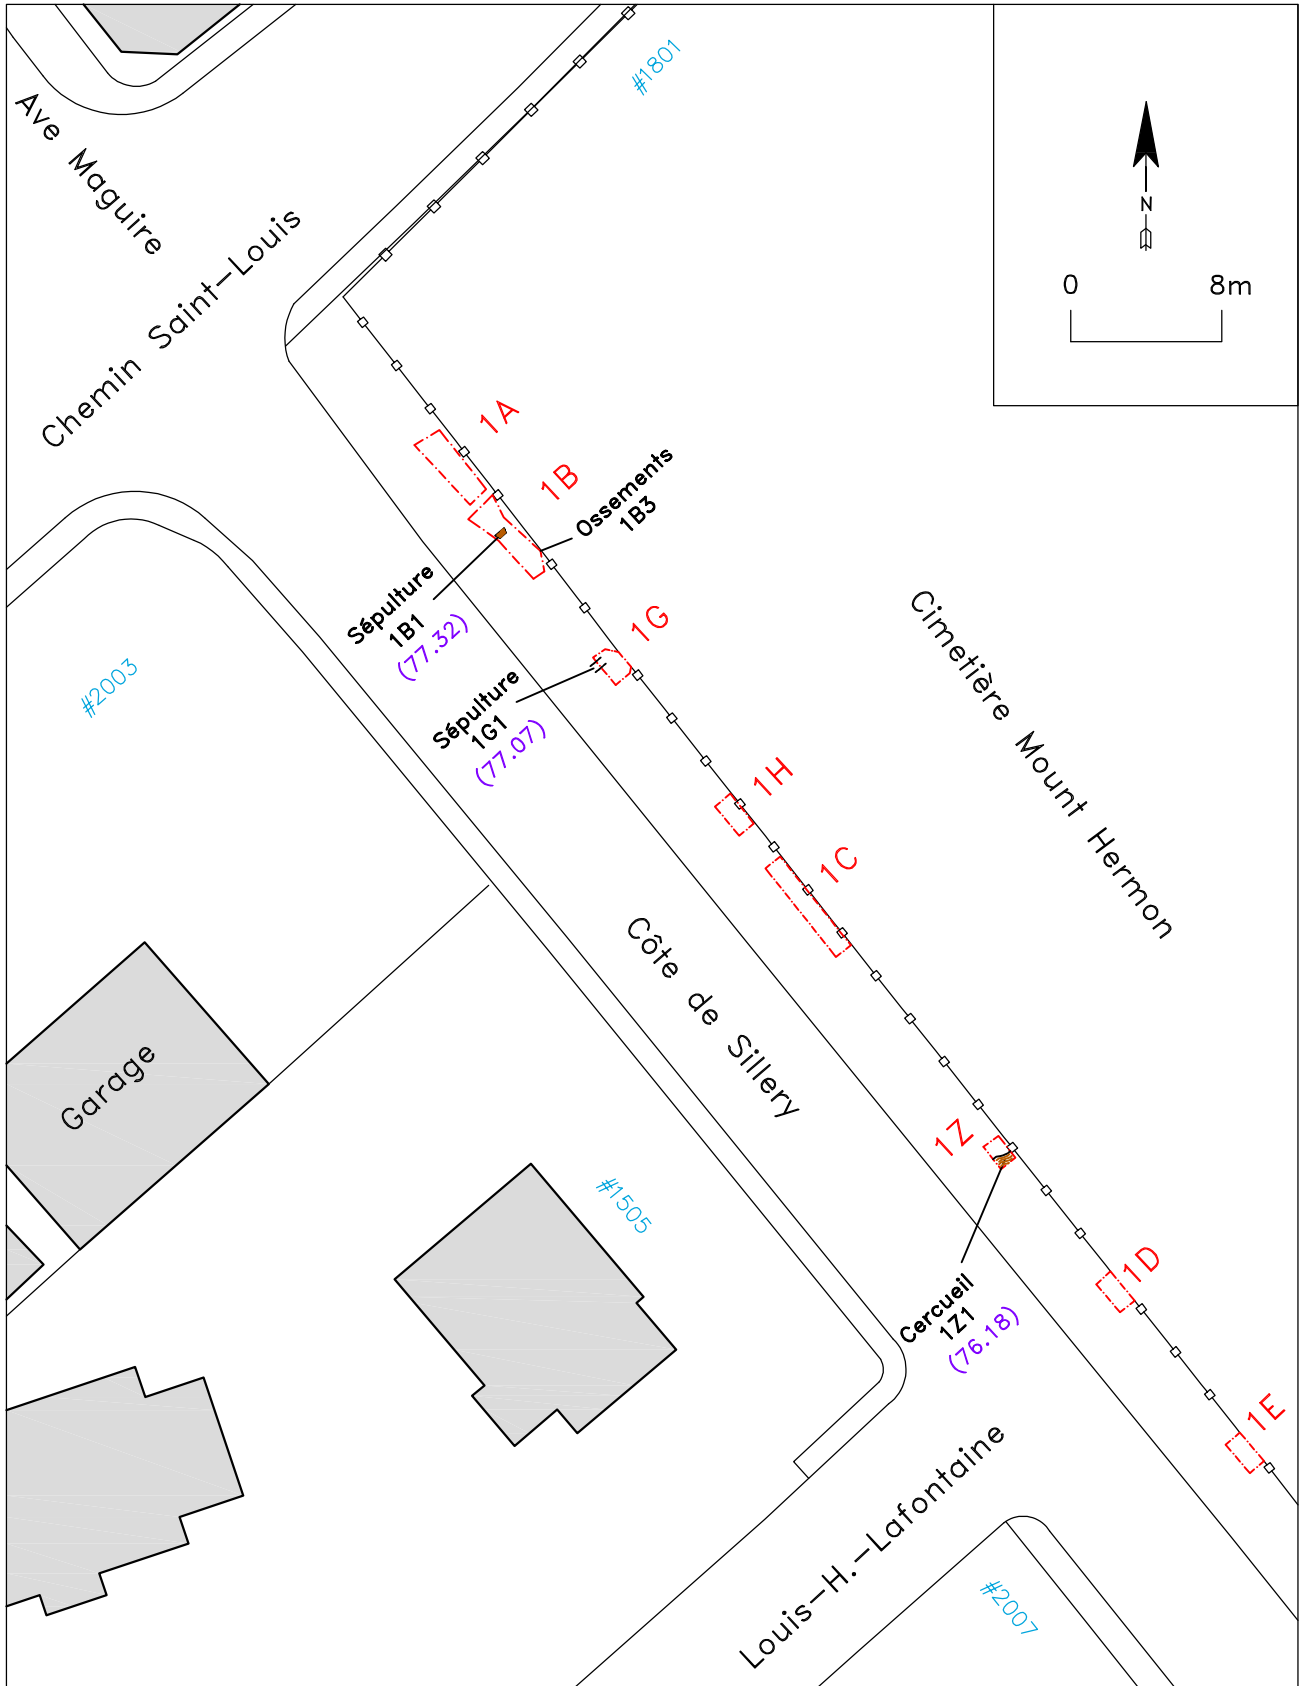 #1801
Ave Maguire
Chemin Saint-Louis
N
0 8m
1A
1B
Ossements
1B3
Sépulture
1B1
(77.32)
1G
Sépulture
1G1
(77.07)
#2003
Cimetière Mount Hermon
1H
1C
Côte de Sillery
Garage
1Z
#1505
Cercueil
1Z1
(76.18)
1D
1E
Louis-H.-Lafontaine
#2007